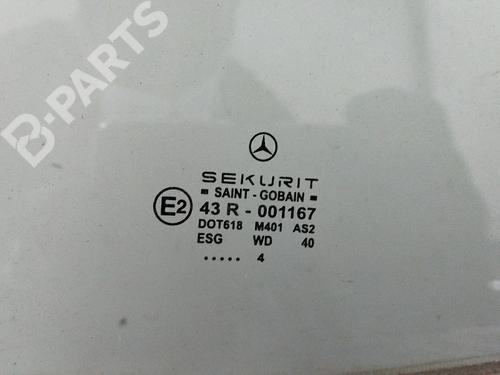 B-PARTS
SEKURIT
SAINT - GOBAIN
E2 43 R - 001167
DOT618 M401 AS2
ESG WD 40
..... 4